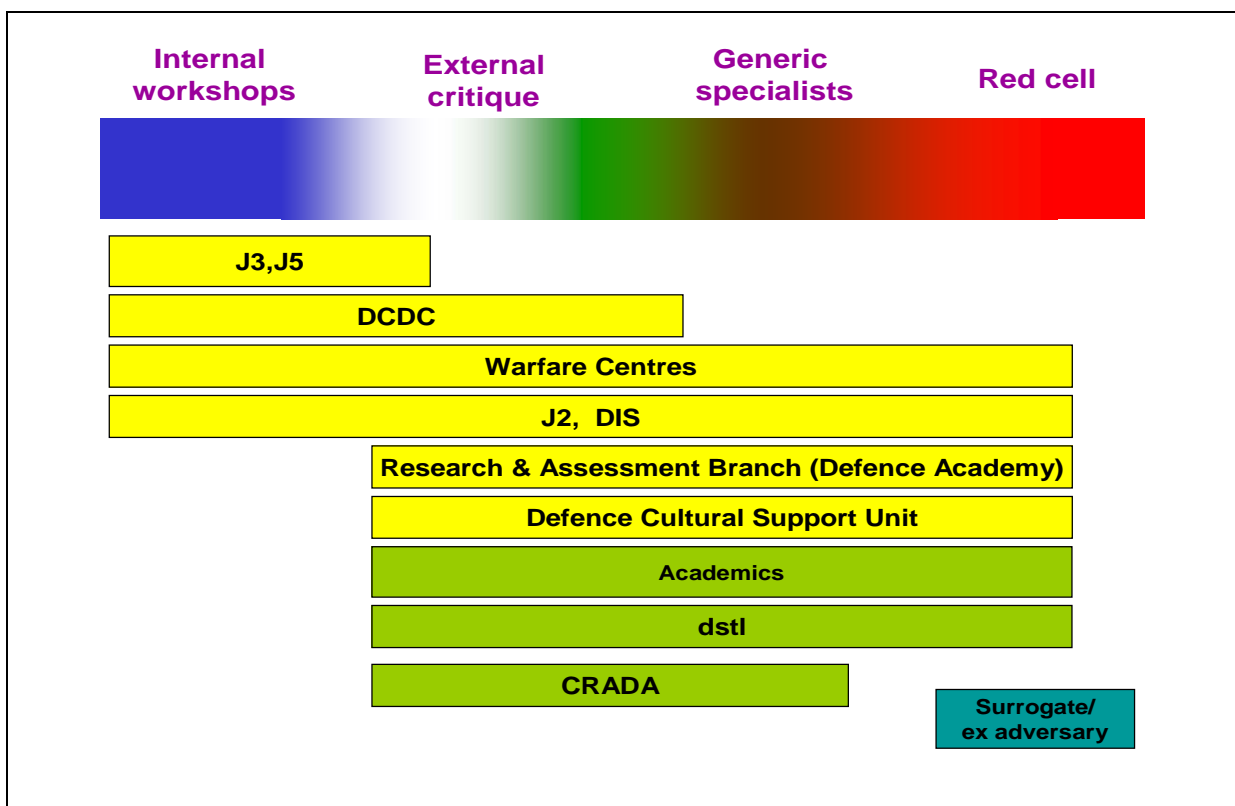 Internal
workshops
External
critique
Generic
specialists
Red cell
J3,J5
DCDC
Warfare Centres
J2, DIS
Research & Assessment Branch (Defence Academy)
Defence Cultural Support Unit
Academics
dstl
CRADA
Surrogate/
ex adversary